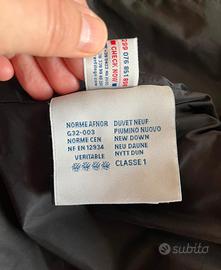 CHECK NOW
NORME AFNOR
G32-003
NORME CEN
NF EN 12934
VERITABLE
DUVET NEUF
PIUMINO NUOVO
NEW DOWN
NEU DAUNE
NYTT DUN
CLASSE 1
subito